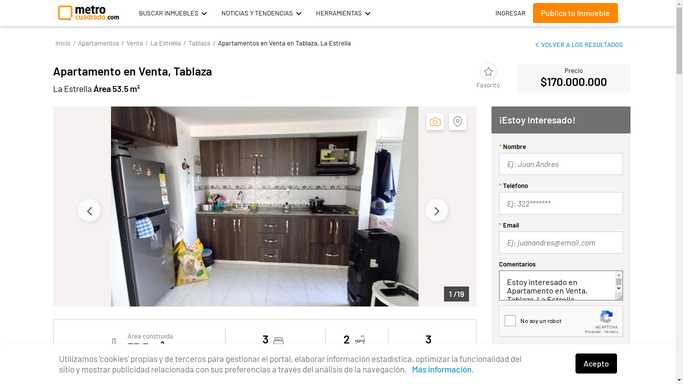 metro
cuadrado.com
BUSCAR INMUEBLES
NOTICIAS Y TENDENCIAS
HERRAMIENTAS
INGRESAR
Publica tu Inmueble
Inicio / Apartamentos / Venta / La Estrella / Tablaza / Apartamentos en Venta en Tablaza, La Estrella
VOLVER A LOS RESULTADOS
Apartamento en Venta, Tablaza
La Estrella Área 53.5 m²
Favorito
Precio
$170.000.000
¡Estoy Interesado!
* Nombre
Ej: Juan Andres
* Teléfono
Ej: 322*******
* Email
Ej: juanandres@email.com
Comentarios
Estoy interesado en
Apartamento en Venta,
Tablaza, La Estrella
No soy un robot
reCAPTCHA
Privacidad - Términos
1 /19
Área construida
3
2
3
Utilizamos 'cookies' propias y de terceros para gestionar el portal, elaborar información estadística, optimizar la funcionalidad del
sitio y mostrar publicidad relacionada con sus preferencias a través del análisis de la navegación. Más información.
Acepto